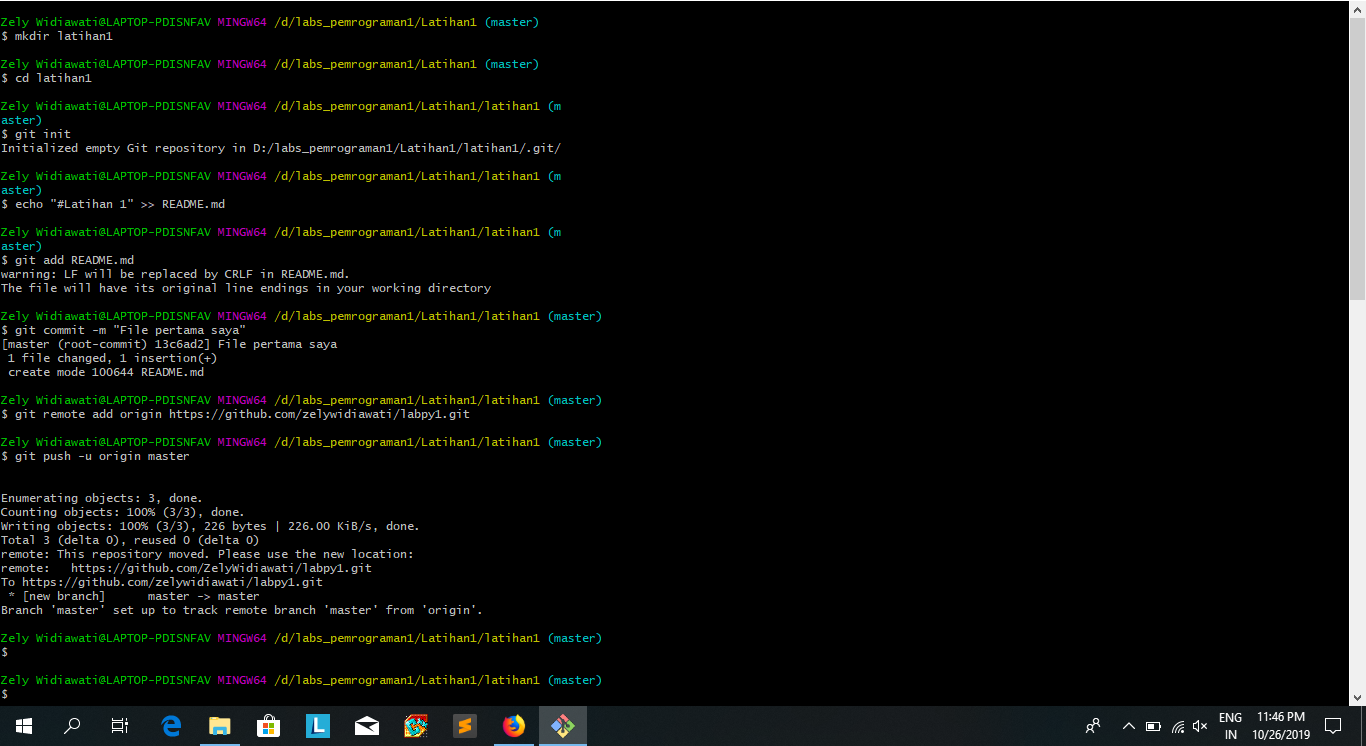 Zely Widiawati@LAPTOP-PDISNFAV MINGW64 /d/labs_pemrograman1/Latihan1 (master)
$ mkdir latihan1
Zely Widiawati@LAPTOP-PDISNFAV MINGW64 /d/labs_pemrograman1/Latihan1 (master)
$ cd latihan1
Zely Widiawati@LAPTOP-PDISNFAV MINGW64 /d/labs_pemrograman1/Latihan1/latihan1 (m
aster)
$ git init
Initialized empty Git repository in D:/labs_pemrograman1/Latihan1/latihan1/.git/
Zely Widiawati@LAPTOP-PDISNFAV MINGW64 /d/labs_pemrograman1/Latihan1/latihan1 (m
aster)
$ echo "#Latihan 1" >> README.md
Zely Widiawati@LAPTOP-PDISNFAV MINGW64 /d/labs_pemrograman1/Latihan1/latihan1 (m
aster)
$ git add README.md
warning: LF will be replaced by CRLF in README.md.
The file will have its original line endings in your working directory
Zely Widiawati@LAPTOP-PDISNFAV MINGW64 /d/labs_pemrograman1/Latihan1/latihan1 (master)
$ git commit -m "File pertama saya"
[master (root-commit) 13c6ad2] File pertama saya
 1 file changed, 1 insertion(+)
 create mode 100644 README.md
Zely Widiawati@LAPTOP-PDISNFAV MINGW64 /d/labs_pemrograman1/Latihan1/latihan1 (master)
$ git remote add origin https://github.com/zelywidiawati/labpy1.git
Zely Widiawati@LAPTOP-PDISNFAV MINGW64 /d/labs_pemrograman1/Latihan1/latihan1 (master)
$ git push -u origin master
Enumerating objects: 3, done.
Counting objects: 100% (3/3), done.
Writing objects: 100% (3/3), 226 bytes | 226.00 KiB/s, done.
Total 3 (delta 0), reused 0 (delta 0)
remote: This repository moved. Please use the new location:
remote:   https://github.com/ZelyWidiawati/labpy1.git
To https://github.com/zelywidiawati/labpy1.git
 * [new branch]      master -> master
Branch 'master' set up to track remote branch 'master' from 'origin'.
Zely Widiawati@LAPTOP-PDISNFAV MINGW64 /d/labs_pemrograman1/Latihan1/latihan1 (master)
$
Zely Widiawati@LAPTOP-PDISNFAV MINGW64 /d/labs_pemrograman1/Latihan1/latihan1 (master)
$
L
ENG 11:46 PM
IN 10/26/2019